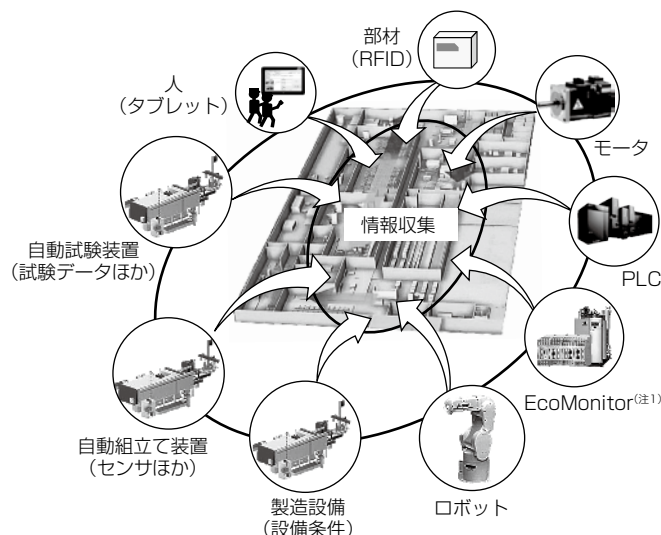 部材
(RFID)
人
(タブレット)
モータ
自動試験装置
(試験データほか)
情報収集
PLC
EcoMonitor(注1)
自動組立て装置
(センサほか)
製造設備
(設備条件)
ロボット